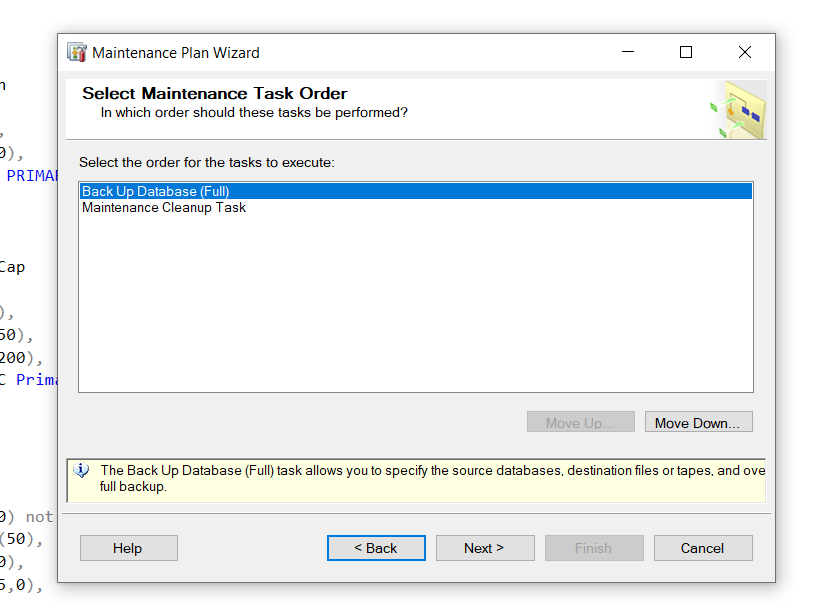 n
Maintenance Plan Wizard
Select Maintenance Task Order
In which order should these tasks be performed?
,
0),
PRIMAR
Select the order for the tasks to execute:
Back Up Database (Full)
Maintenance Cleanup Task
Cap
),
50),
200),
C Prima
Move Up...
Move Down...
The Back Up Database (Full) task allows you to specify the source databases, destination files or tapes, and ove
full backup.
0) not
(50),
0),
5,0),
Help
< Back
Next >
Finish
Cancel